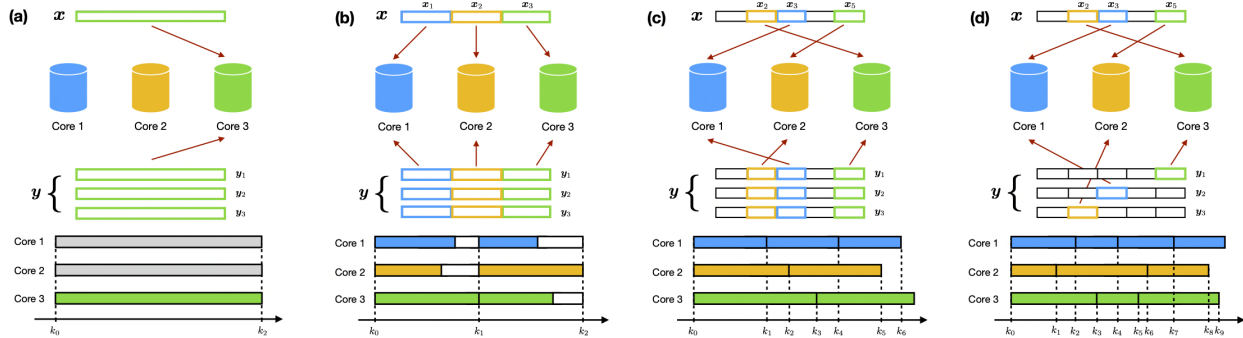 (a)
x
Core 1 Core 2 Core 3
y {
y1
y2
y3
Core 1
Core 2
Core 3
k0 k2
(b)
x
x1 x2 x3
Core 1 Core 2 Core 3
y {
y1
y2
y3
Core 1
Core 2
Core 3
k0 k1 k2
(c)
x
x2 x3 x5
Core 1 Core 2 Core 3
y {
y1
y2
y3
Core 1
Core 2
Core 3
k0 k1 k2 k3 k4 k5 k6
(d)
x
x2 x3 x5
Core 1 Core 2 Core 3
y {
y1
y2
y3
Core 1
Core 2
Core 3
k0 k1 k2 k3 k4 k5 k6 k7 k8 k9